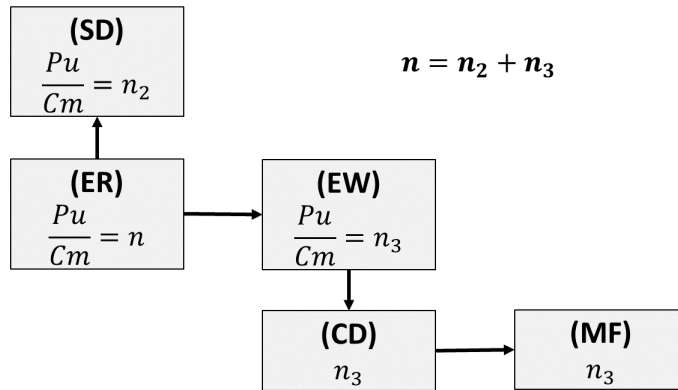 (SD)
Pu/Cm = n₂
n = n₂ + n₃
(ER)
Pu/Cm = n
(EW)
Pu/Cm = n₃
(CD)
n₃
(MF)
n₃